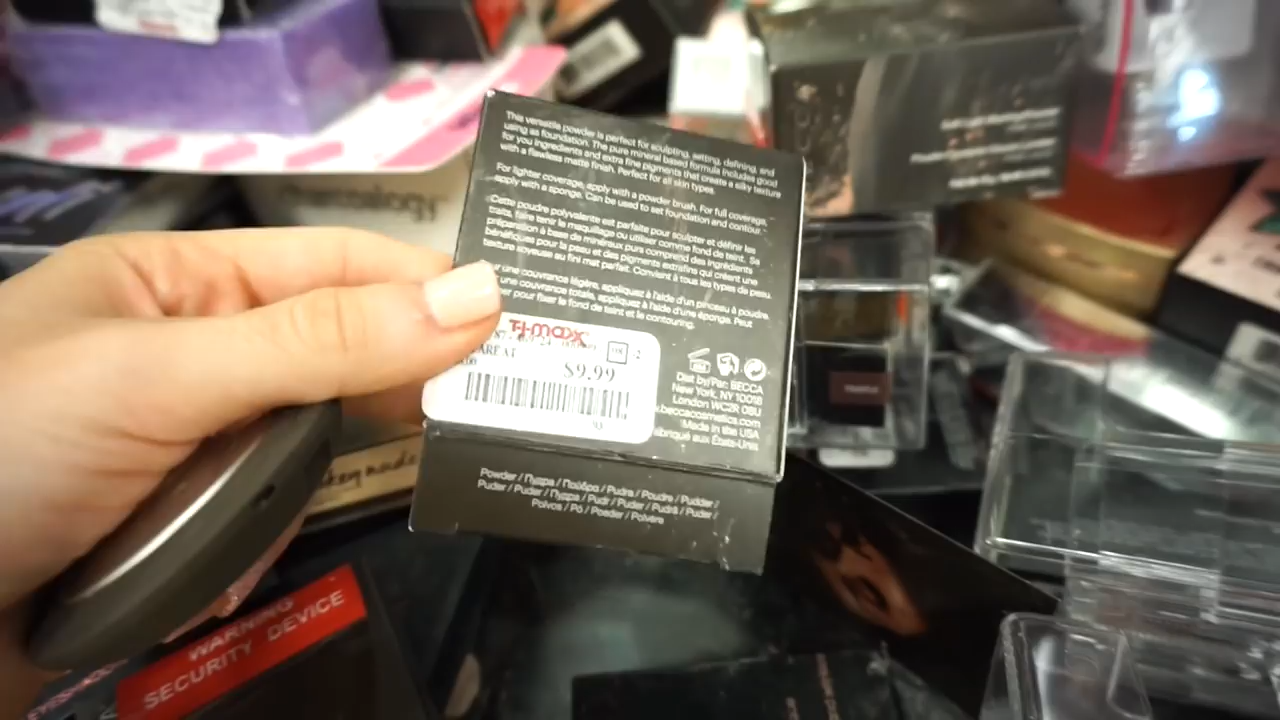 This versatile powder is perfect for sculpting, setting, defining, and
using as foundation. The pure mineral based formula includes good
for you ingredients and extra fine pigments that create a silky texture
with a flawless matte finish. Perfect for all skin types.
For lighter coverage, apply with a powder brush. For full coverage,
apply with a sponge. Can be used to set foundation and contour.
Cette poudre polyvalente est parfaite pour sculpter et définir les
traits, faire tenir le maquillage ou utiliser comme fond de teint. Sa
préparation à base de minéraux purs comprend des ingrédients
bénéfiques pour la peau et des pigments extrafins qui créent une
texture soyeuse au fini mat parfait. Convient à tous les types de peau.
une couvrance légère, appliquez à l'aide d'un pinceau à poudre.
une couvrance totale, appliquez à l'aide d'une éponge. Peut
pour fixer le fond de teint et le contouring.
T·J·maxx
$9.99
Dist by/Par: BECCA
New York, NY 10018
London WC2R 0BU
.beccacosmetics.com
Made in the USA
Fabriqué aux États-Unis
Powder / Пудра / Πούδρα / Pudra / Poudre / Pudder /
Puder / Puder / Пудра / Pudr / Puder / Pudră / Puder /
Polvos / Pó / Poeder / Polvere
WARNING
SECURITY DEVICE